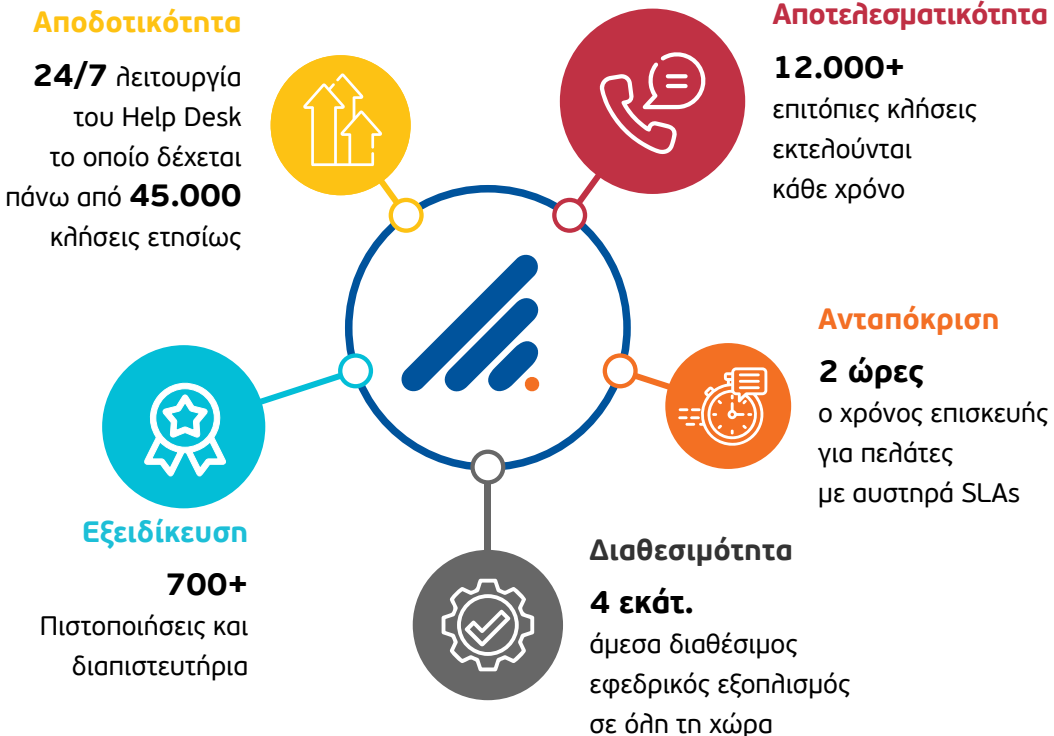 Αποδοτικότητα
24/7 λειτουργία
του Help Desk
το οποίο δέχεται
πάνω από 45.000
κλήσεις ετησίως
Αποτελεσματικότητα
12.000+
επιτόπιες κλήσεις
εκτελούνται
κάθε χρόνο
Ανταπόκριση
2 ώρες
ο χρόνος επισκευής
για πελάτες
με αυστηρά SLAs
Εξειδίκευση
700+
Πιστοποιήσεις και
διαπιστευτήρια
Διαθεσιμότητα
4 εκάτ.
άμεσα διαθέσιμος
εφεδρικός εξοπλισμός
σε όλη τη χώρα